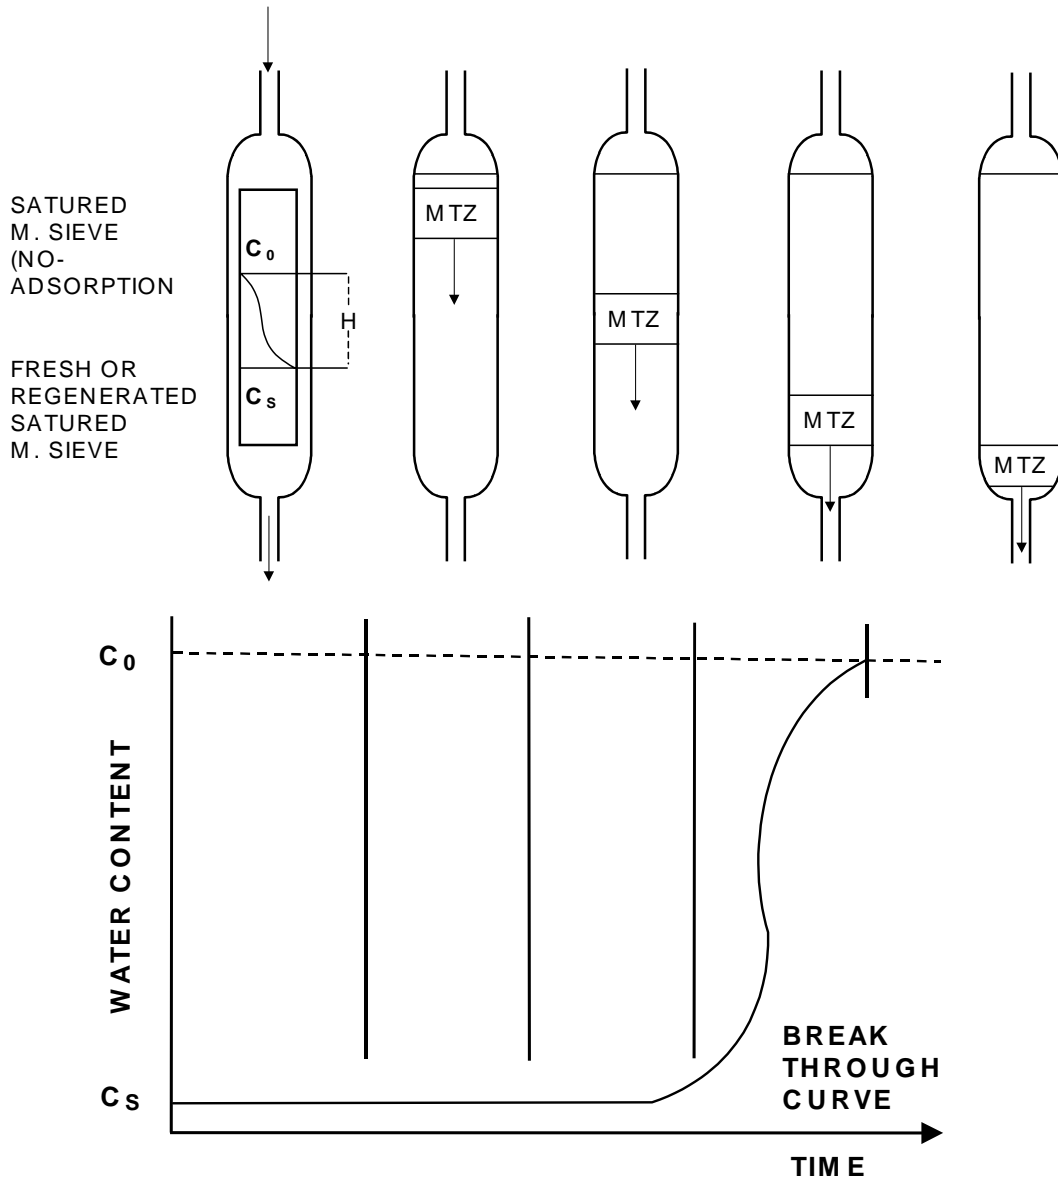 SATURED
M. SIEVE
(NO-
ADSORPTION
FRESH OR
REGENERATED
SATURED
M. SIEVE
C0
H
CS
MTZ
MTZ
MTZ
MTZ
C0
WATER CONTENT
CS
BREAK
THROUGH
CURVE
TIME